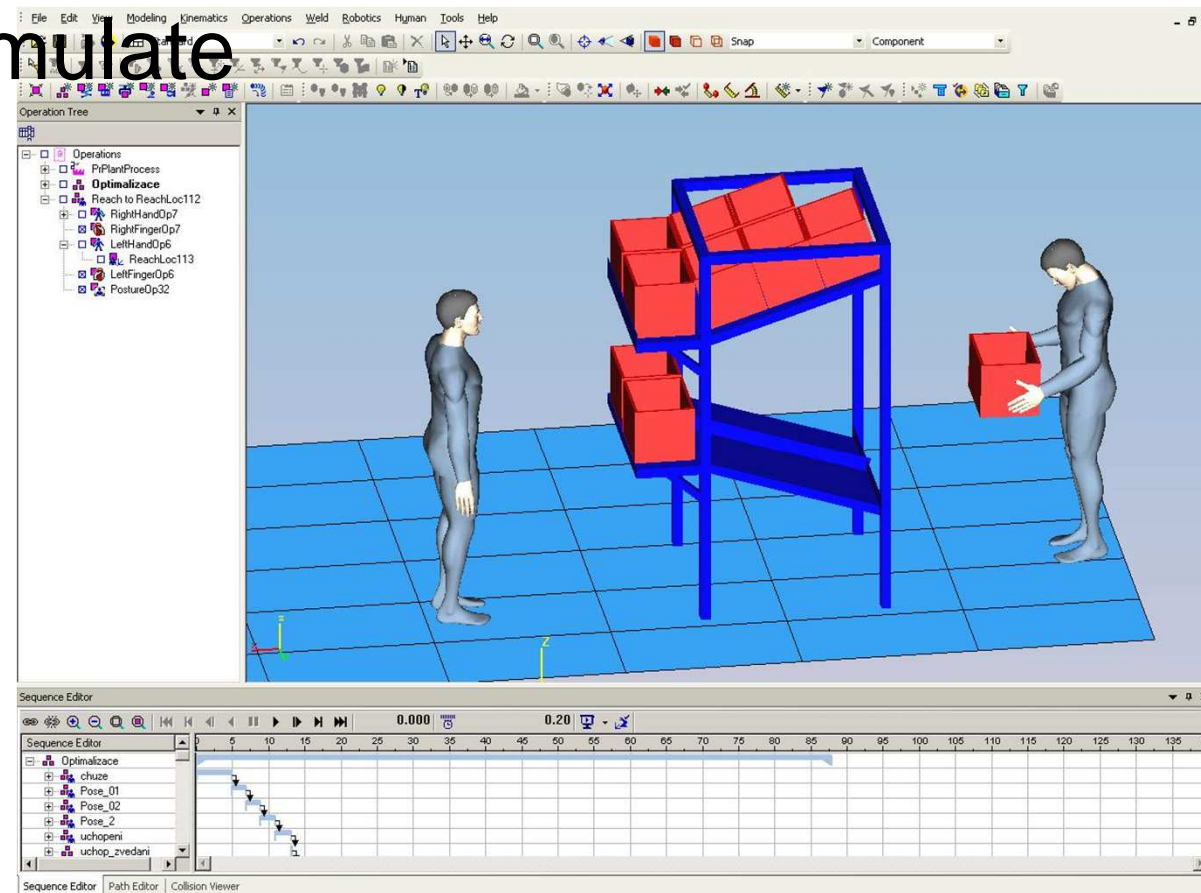 File Edit View Modeling Kinematics Operations Weld Robotics Human Tools Help
mulate
Snap Component
Operation Tree
Operations
PrPlantProcess
Optimalizace
Reach to ReachLoc112
RightHandOp7
RightFingerOp7
LeftHandOp6
ReachLoc113
LeftFingerOp6
PostureOp32
Z
Sequence Editor
0.000 0.20
Sequence Editor 5 10 15 20 25 30 35 40 45 50 55 60 65 70 75 80 85 90 95 100 105 110 115 120 125 130 135
Optimalizace
chuze
Pose_01
Pose_02
Pose_2
uchopeni
uchop_zvedani
Sequence Editor Path Editor Collision Viewer